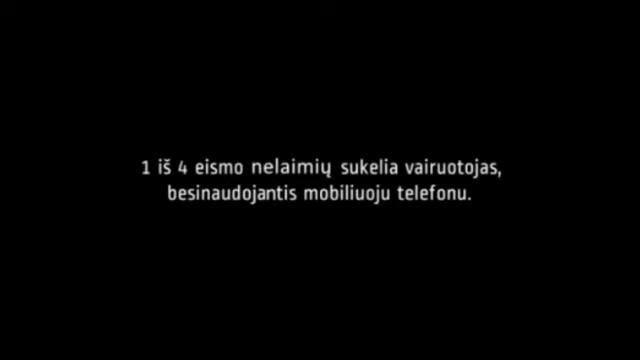 1 iš 4 eismo nelaimių sukelia vairuotojas,
besinaudojantis mobiliuoju telefonu.